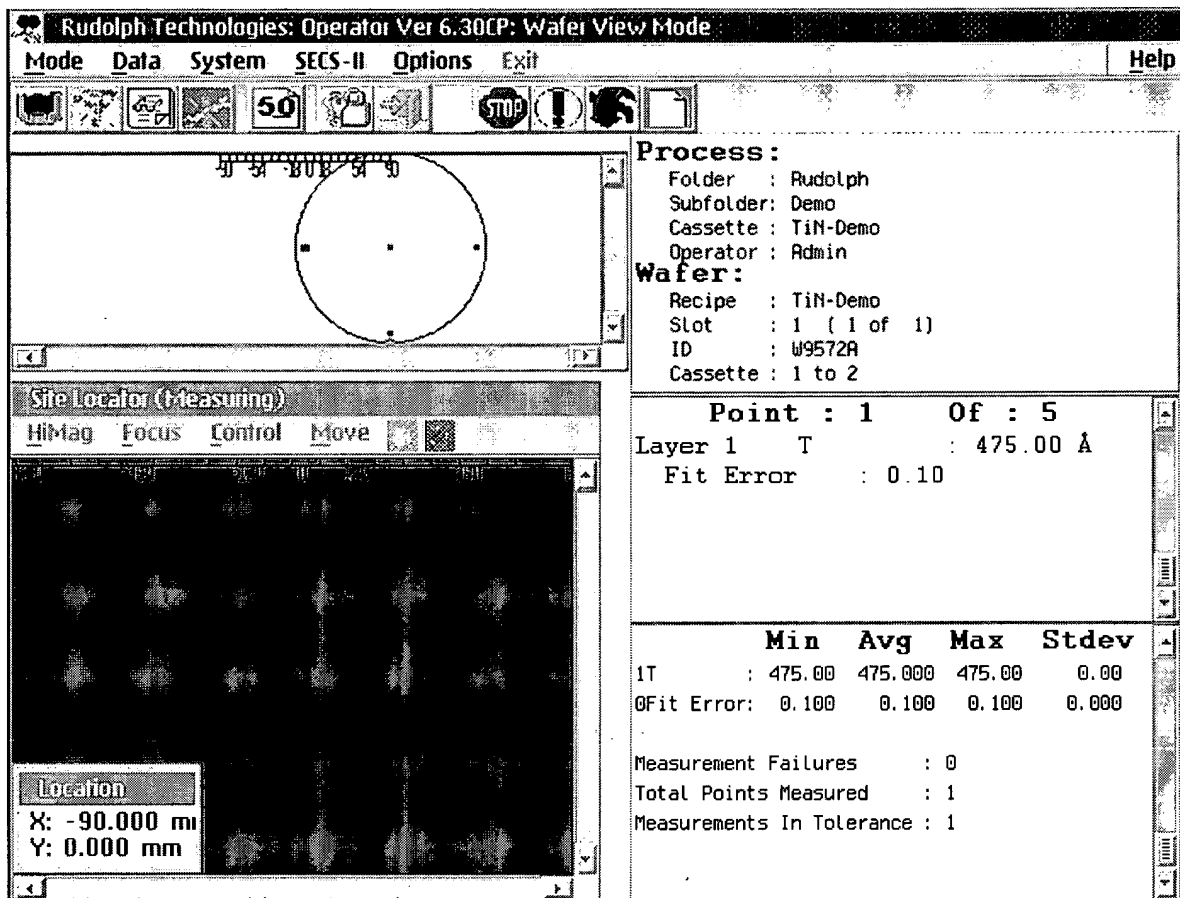 Rudolph Technologies: Operator Ver 6.30CP: Wafer View Mode
Mode Data System SECS-II Options Exit Help
50 STOP
Process:
Folder : Rudolph
Subfolder: Demo
Cassette : TiN-Demo
Operator : Admin
Wafer:
Recipe : TiN-Demo
Slot : 1 ( 1 of 1)
ID : W9572A
Cassette : 1 to 2
Site Locator (Measuring)
HiMag Focus Control Move
Point : 1 Of : 5
Layer 1 T : 475.00 Å
Fit Error : 0.10
Min Avg Max Stdev
1T : 475.00 475.000 475.00 0.00
0Fit Error: 0.100 0.100 0.100 0.000
Measurement Failures : 0
Total Points Measured : 1
Measurements In Tolerance : 1
Location
X: -90.000 mi
Y: 0.000 mm